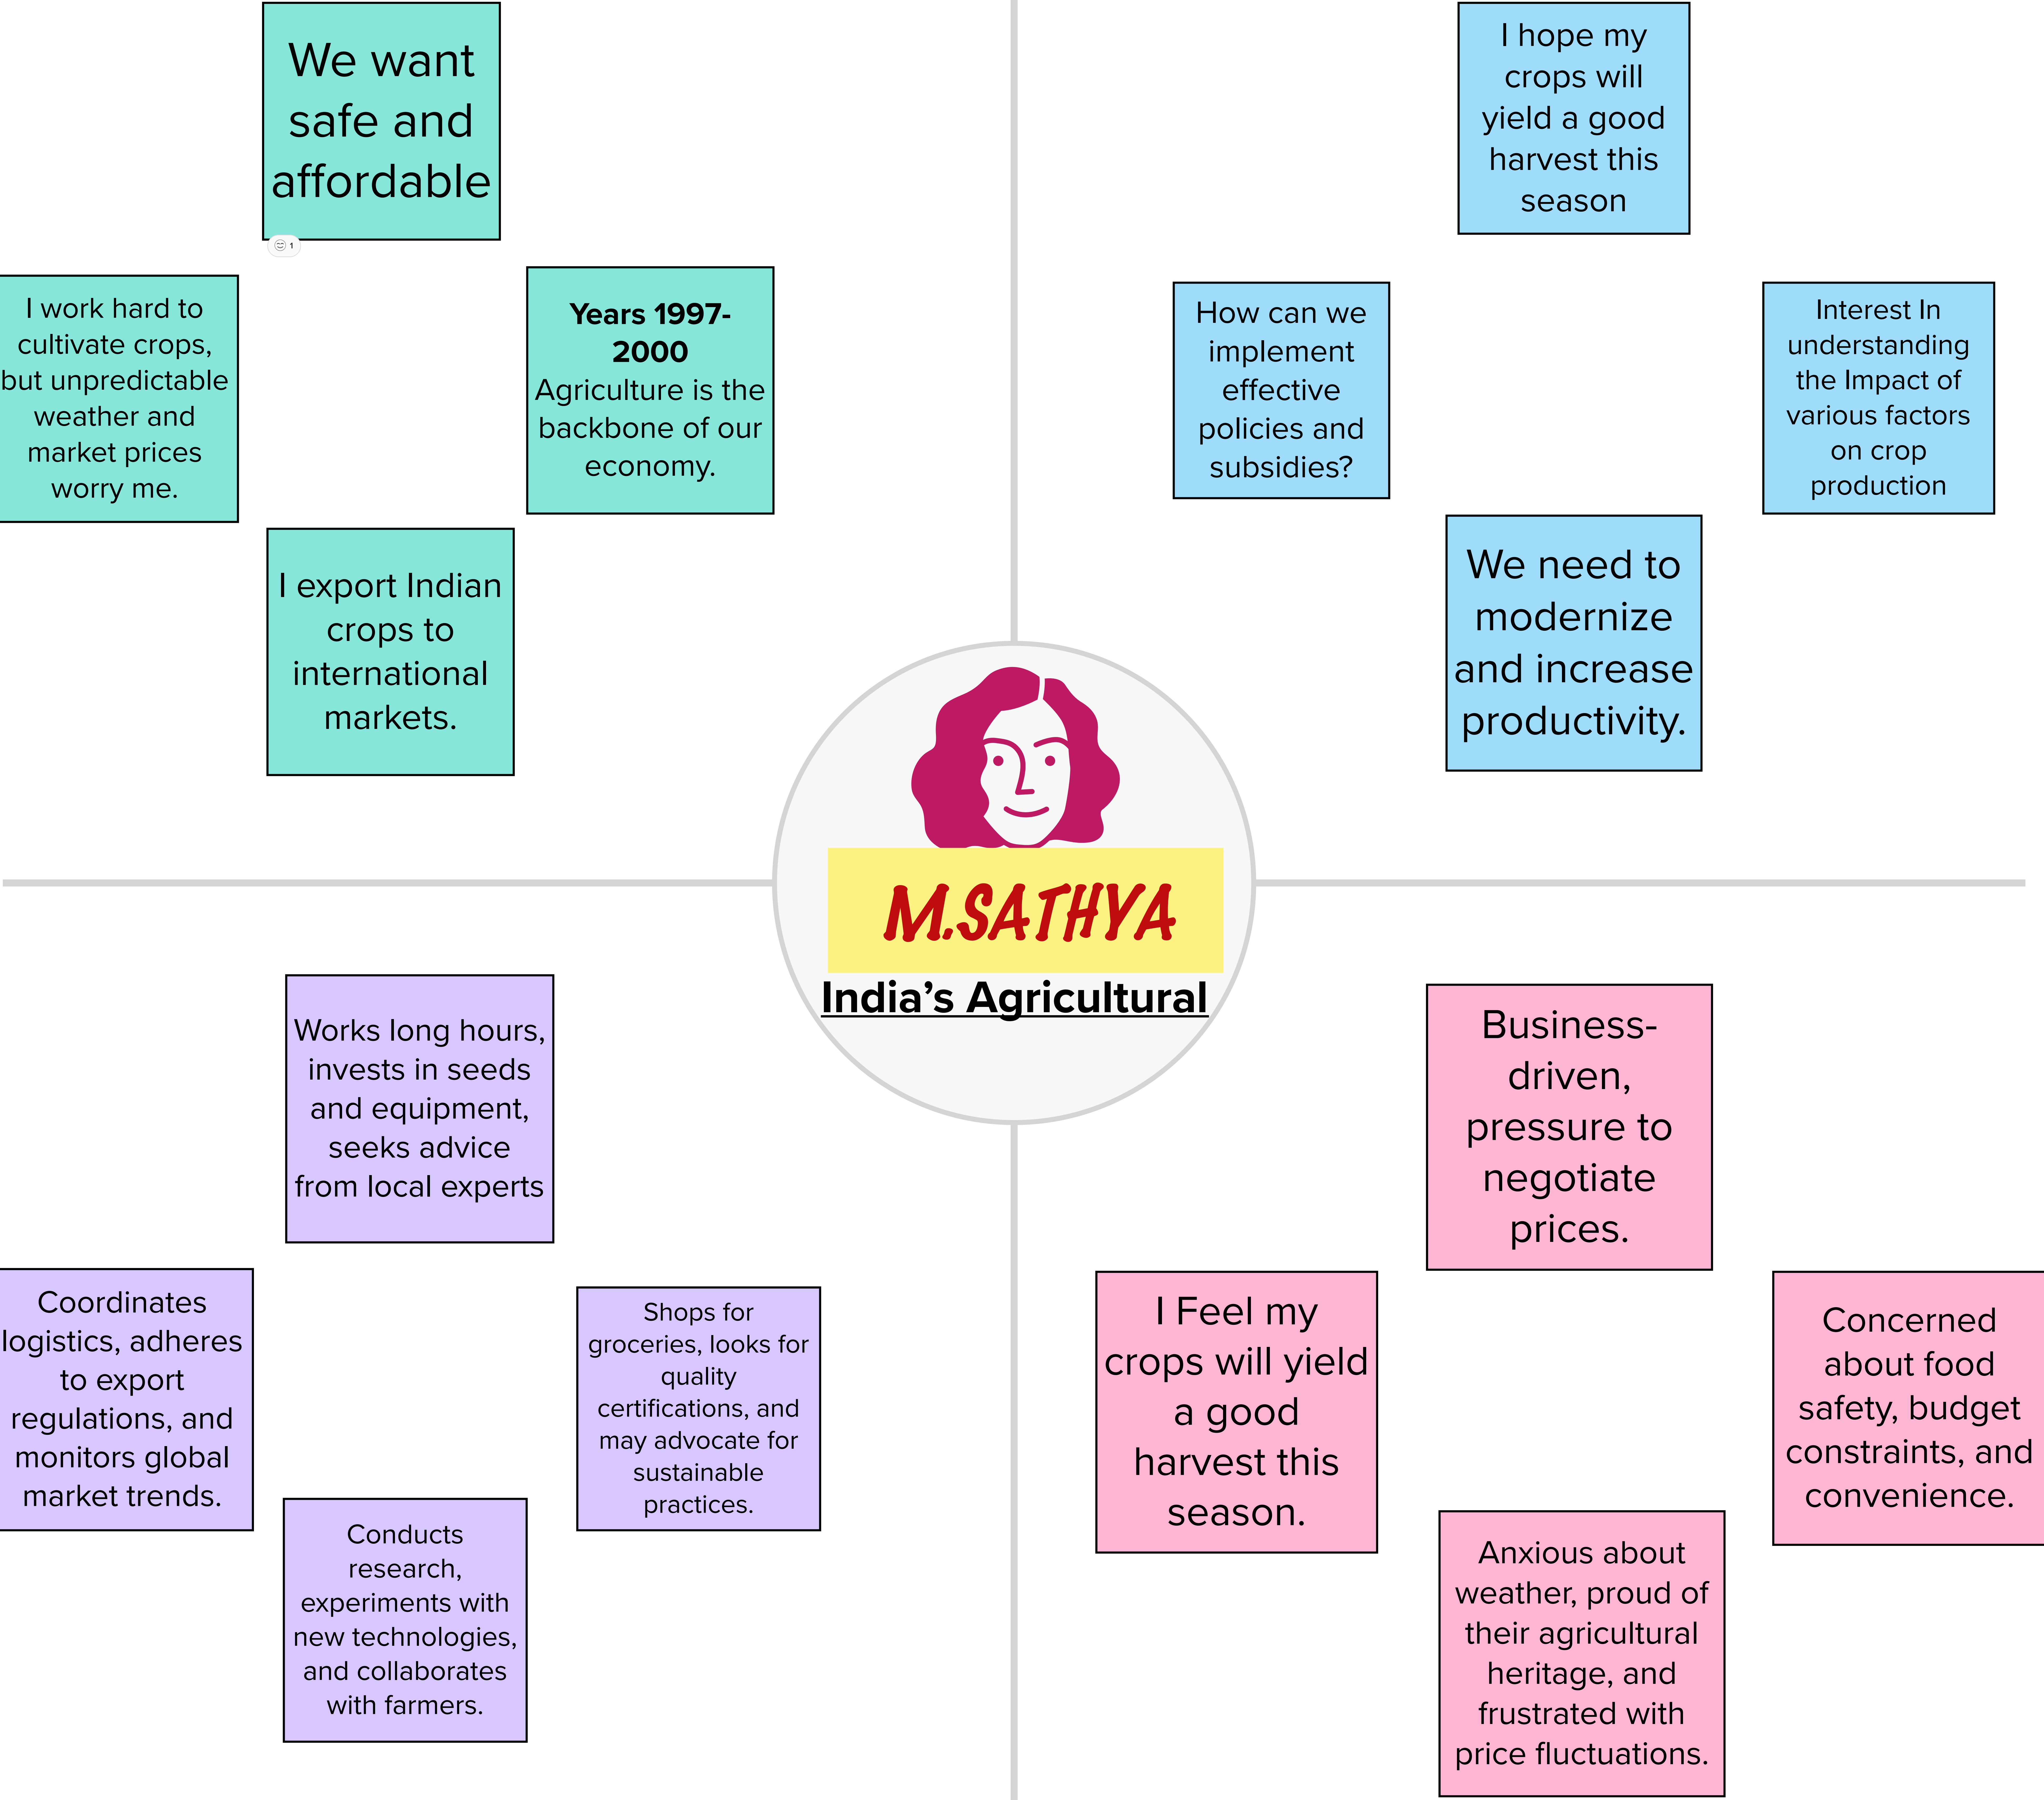 We want
safe and
affordable
1
I work hard to
cultivate crops,
but unpredictable
weather and
market prices
worry me.
Years 1997-
2000
Agriculture is the
backbone of our
economy.
I export Indian
crops to
international
markets.
I hope my
crops will
yield a good
harvest this
season
How can we
implement
effective
policies and
subsidies?
Interest In
understanding
the Impact of
various factors
on crop
production
We need to
modernize
and increase
productivity.
M.SATHYA
India's Agricultural
Works long hours,
invests in seeds
and equipment,
seeks advice
from local experts
Coordinates
logistics, adheres
to export
regulations, and
monitors global
market trends.
Shops for
groceries, looks for
quality
certifications, and
may advocate for
sustainable
practices.
Conducts
research,
experiments with
new technologies,
and collaborates
with farmers.
Business-
driven,
pressure to
negotiate
prices.
I Feel my
crops will yield
a good
harvest this
season.
Concerned
about food
safety, budget
constraints, and
convenience.
Anxious about
weather, proud of
their agricultural
heritage, and
frustrated with
price fluctuations.